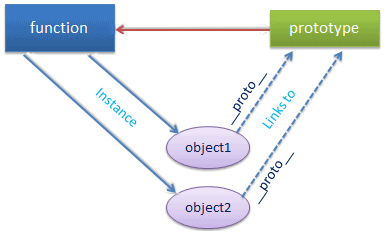 function
prototype
Instance
__proto__
Links to
object1
__proto__
object2